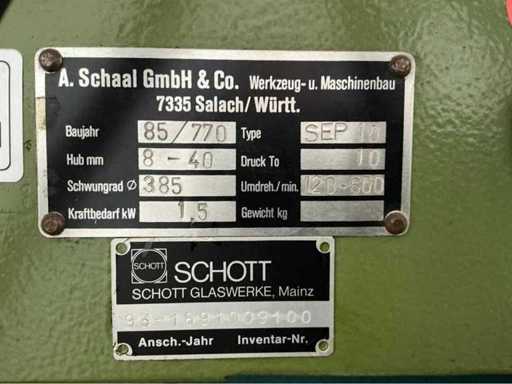 A. Schaal GmbH & Co. Werkzeug- u. Maschinenbau
7335 Salach/Württ.
Baujahr 85/770 Type SEP 10
Hub mm 8-40 Druck To 10
Schwungrad Ø 385 Umdreh./min.
Kraftbedarf kW 1,5 Gewicht kg
SCHOTT
SCHOTT
SCHOTT GLASWERKE, Mainz
Ansch.-Jahr Inventar-Nr.